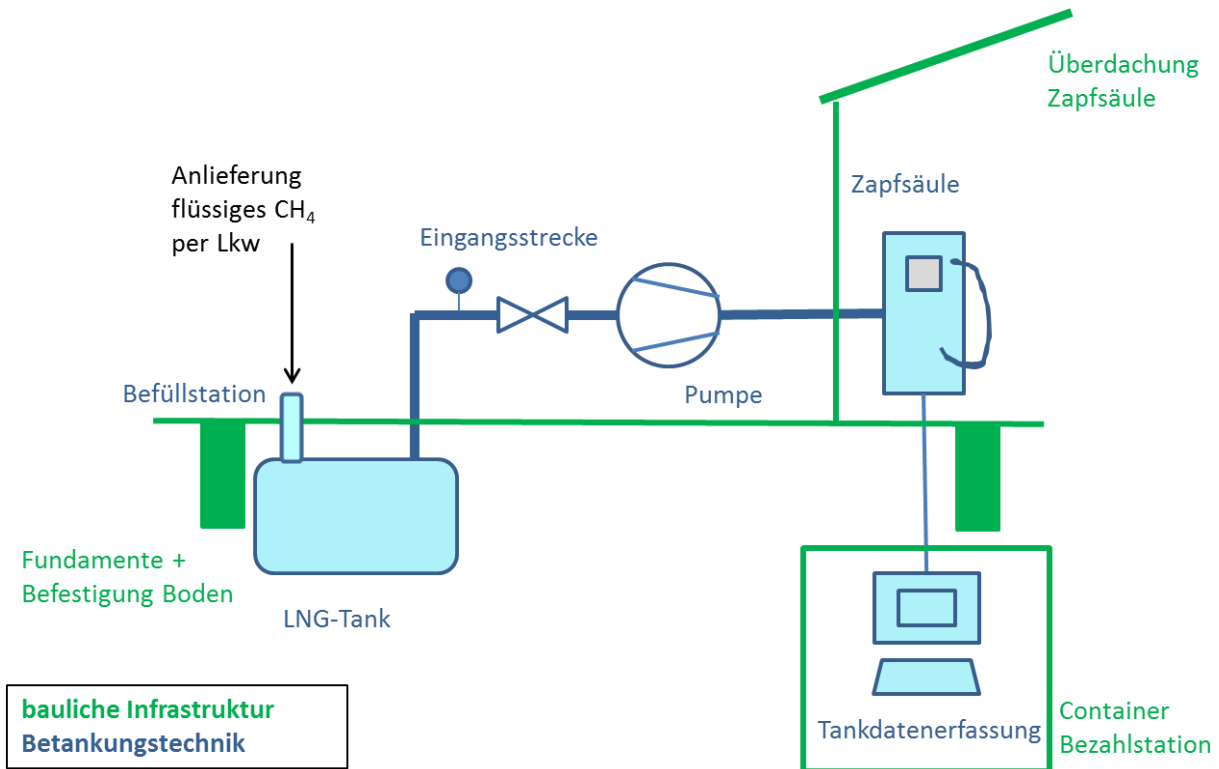 Überdachung
Zapfsäule
Anlieferung
flüssiges CH₄
per Lkw
Zapfsäule
Eingangsstrecke
Befüllstation
Pumpe
Fundamente +
Befestigung Boden
LNG-Tank
bauliche Infrastruktur
Betankungstechnik
Tankdatenerfassung
Container
Bezahlstation